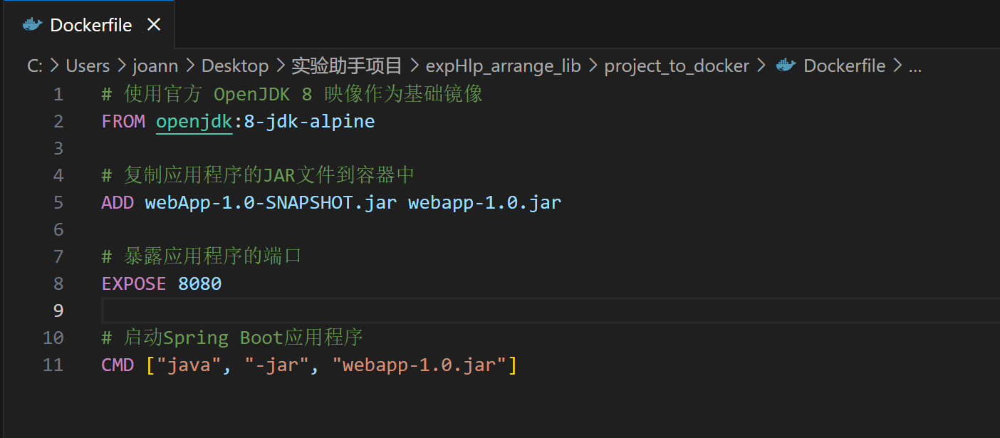 Dockerfile
C: > Users > joann > Desktop > 实验助手项目 > expHlp_arrange_lib > project_to_docker > Dockerfile > ...
1 # 使用官方 OpenJDK 8 映像作为基础镜像
2 FROM openjdk:8-jdk-alpine
3
4 # 复制应用程序的JAR文件到容器中
5 ADD webApp-1.0-SNAPSHOT.jar webapp-1.0.jar
6
7 # 暴露应用程序的端口
8 EXPOSE 8080
9
10 # 启动Spring Boot应用程序
11 CMD ["java", "-jar", "webapp-1.0.jar"]